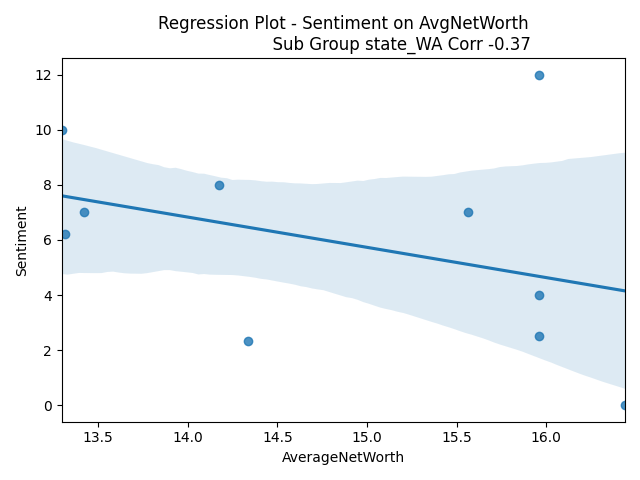 Regression Plot - Sentiment on AvgNetWorth
Sub Group state_WA Corr -0.37
12
10
8
6
4
2
0
Sentiment
13.5 14.0 14.5 15.0 15.5 16.0
AverageNetWorth